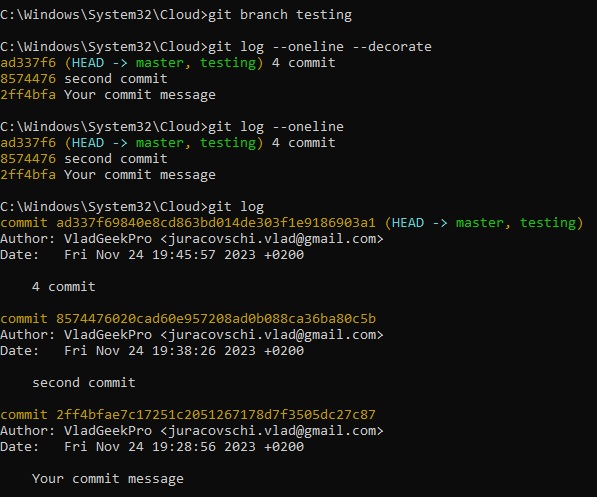 C:\Windows\System32\Cloud>git branch testing
C:\Windows\System32\Cloud>git log --oneline --decorate
ad337f6 (HEAD -> master, testing) 4 commit
8574476 second commit
2ff4bfa Your commit message
C:\Windows\System32\Cloud>git log --oneline
ad337f6 (HEAD -> master, testing) 4 commit
8574476 second commit
2ff4bfa Your commit message
C:\Windows\System32\Cloud>git log
commit ad337f69840e8cd863bd014de303f1e9186903a1 (HEAD -> master, testing)
Author: VladGeekPro <juracovschi.vlad@gmail.com>
Date:   Fri Nov 24 19:45:57 2023 +0200
    4 commit
commit 8574476020cad60e957208ad0b088ca36ba80c5b
Author: VladGeekPro <juracovschi.vlad@gmail.com>
Date:   Fri Nov 24 19:38:26 2023 +0200
    second commit
commit 2ff4bfae7c17251c2051267178d7f3505dc27c87
Author: VladGeekPro <juracovschi.vlad@gmail.com>
Date:   Fri Nov 24 19:28:56 2023 +0200
    Your commit message